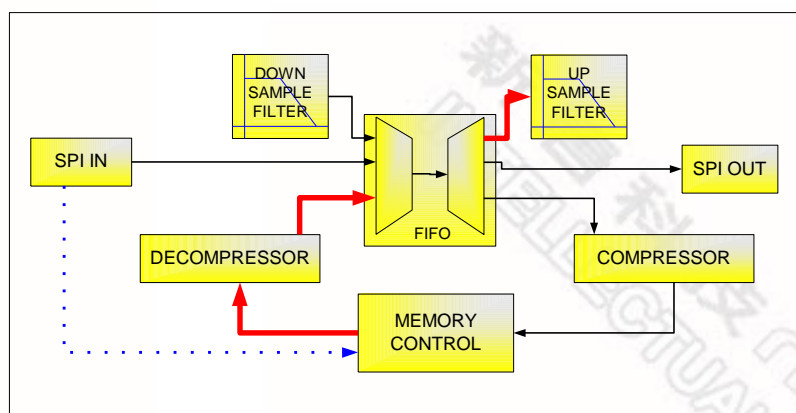 DOWN
SAMPLE
FILTER
UP
SAMPLE
FILTER
SPI IN
SPI OUT
FIFO
DECOMPRESSOR
COMPRESSOR
MEMORY
CONTROL